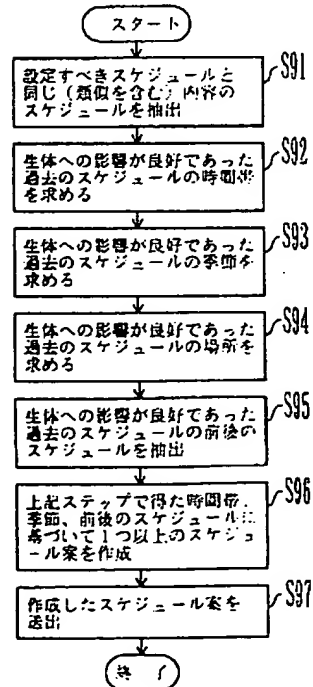 スタート
S91
設定すべきスケジュールと
同じ(類似を含む)内容の
スケジュールを抽出
S92
生体への影響が良好であった
過去のスケジュールの時間帯
を求める
S93
生体への影響が良好であった
過去のスケジュールの季節を
求める
S94
生体への影響が良好であった
過去のスケジュールの場所を
求める
S95
生体への影響が良好であった
過去のスケジュールの前後の
スケジュールを抽出
S96
上記ステップで得た時間帯、
季節、前後のスケジュールに
基づいて1つ以上のスケジュ
ール案を作成
S97
作成したスケジュール案を
送出
終了